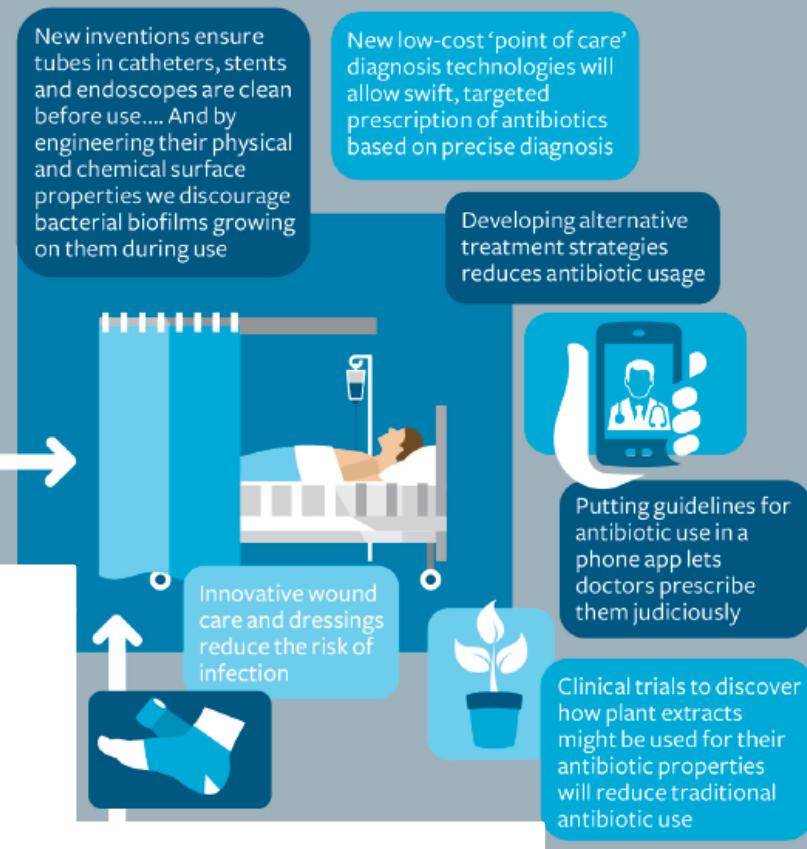 New inventions ensure
tubes in catheters, stents
and endoscopes are clean
before use.... And by
engineering their physical
and chemical surface
properties we discourage
bacterial biofilms growing
on them during use
New low-cost ‘point of care’
diagnosis technologies will
allow swift, targeted
prescription of antibiotics
based on precise diagnosis
Developing alternative
treatment strategies
reduces antibiotic usage
Putting guidelines for
antibiotic use in a
phone app lets
doctors prescribe
them judiciously
Innovative wound
care and dressings
reduce the risk of
infection
Clinical trials to discover
how plant extracts
might be used for their
antibiotic properties
will reduce traditional
antibiotic use